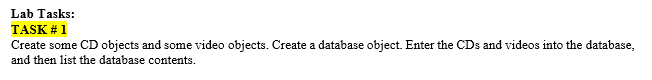 Lab Tasks:
TASK # 1
Create some CD objects and some video objects. Create a database object. Enter the CDs and videos into the database,
and then list the database contents.